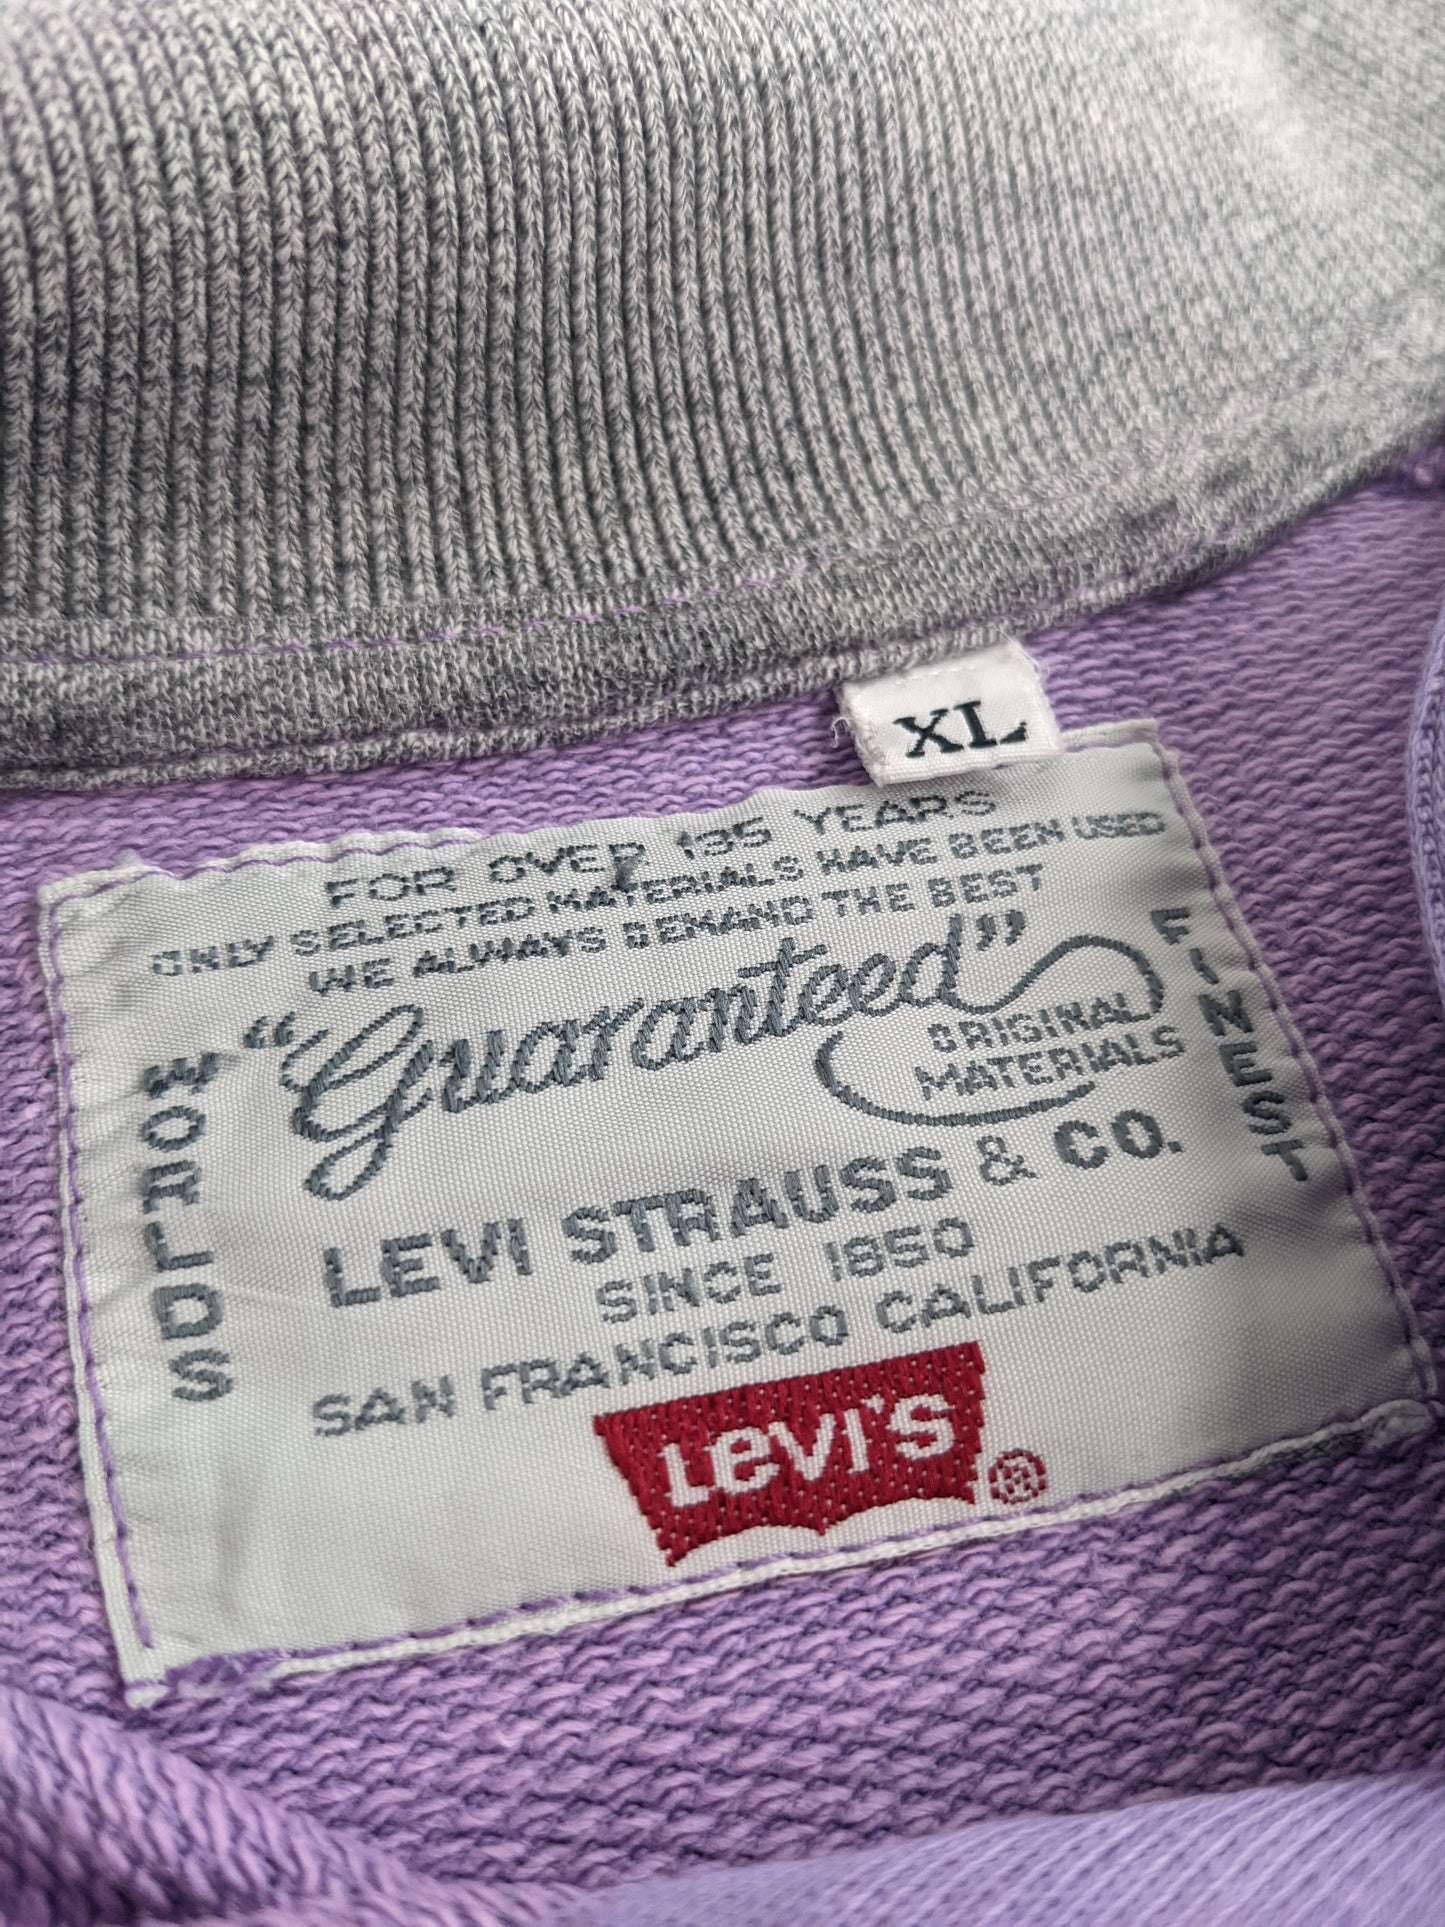 XL
FOR OVER 135 YEARS
ONLY SELECTED MATERIALS HAVE BEEN USED
WE ALWAYS DEMAND THE BEST
"Guaranteed"
ORIGINAL
MATERIALS
WORLDS
FINEST
LEVI STRAUSS & CO.
SINCE 1850
SAN FRANCISCO CALIFORNIA
LEVI'S ®